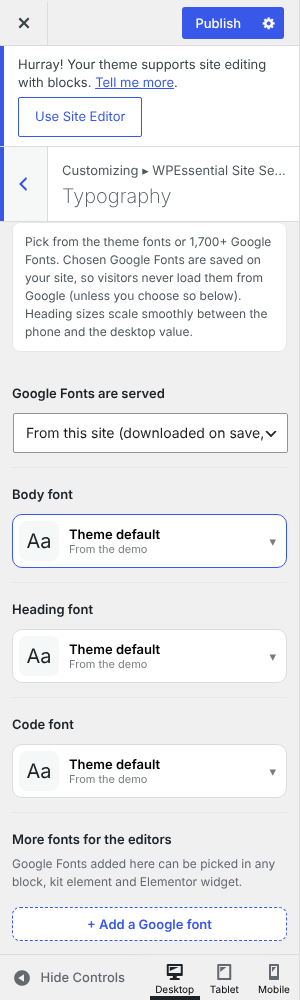 Publish
Hurray! Your theme supports site editing
with blocks. Tell me more.
Use Site Editor
Customizing ▸ WPEssential Site Se...
Typography
Pick from the theme fonts or 1,700+ Google
Fonts. Chosen Google Fonts are saved on
your site, so visitors never load them from
Google (unless you choose so below).
Heading sizes scale smoothly between the
phone and the desktop value.
Google Fonts are served
From this site (downloaded on save,
Body font
Aa
Theme default
From the demo
Heading font
Aa
Theme default
From the demo
Code font
Aa
Theme default
From the demo
More fonts for the editors
Google Fonts added here can be picked in any
block, kit element and Elementor widget.
+ Add a Google font
Hide Controls
Desktop
Tablet
Mobile